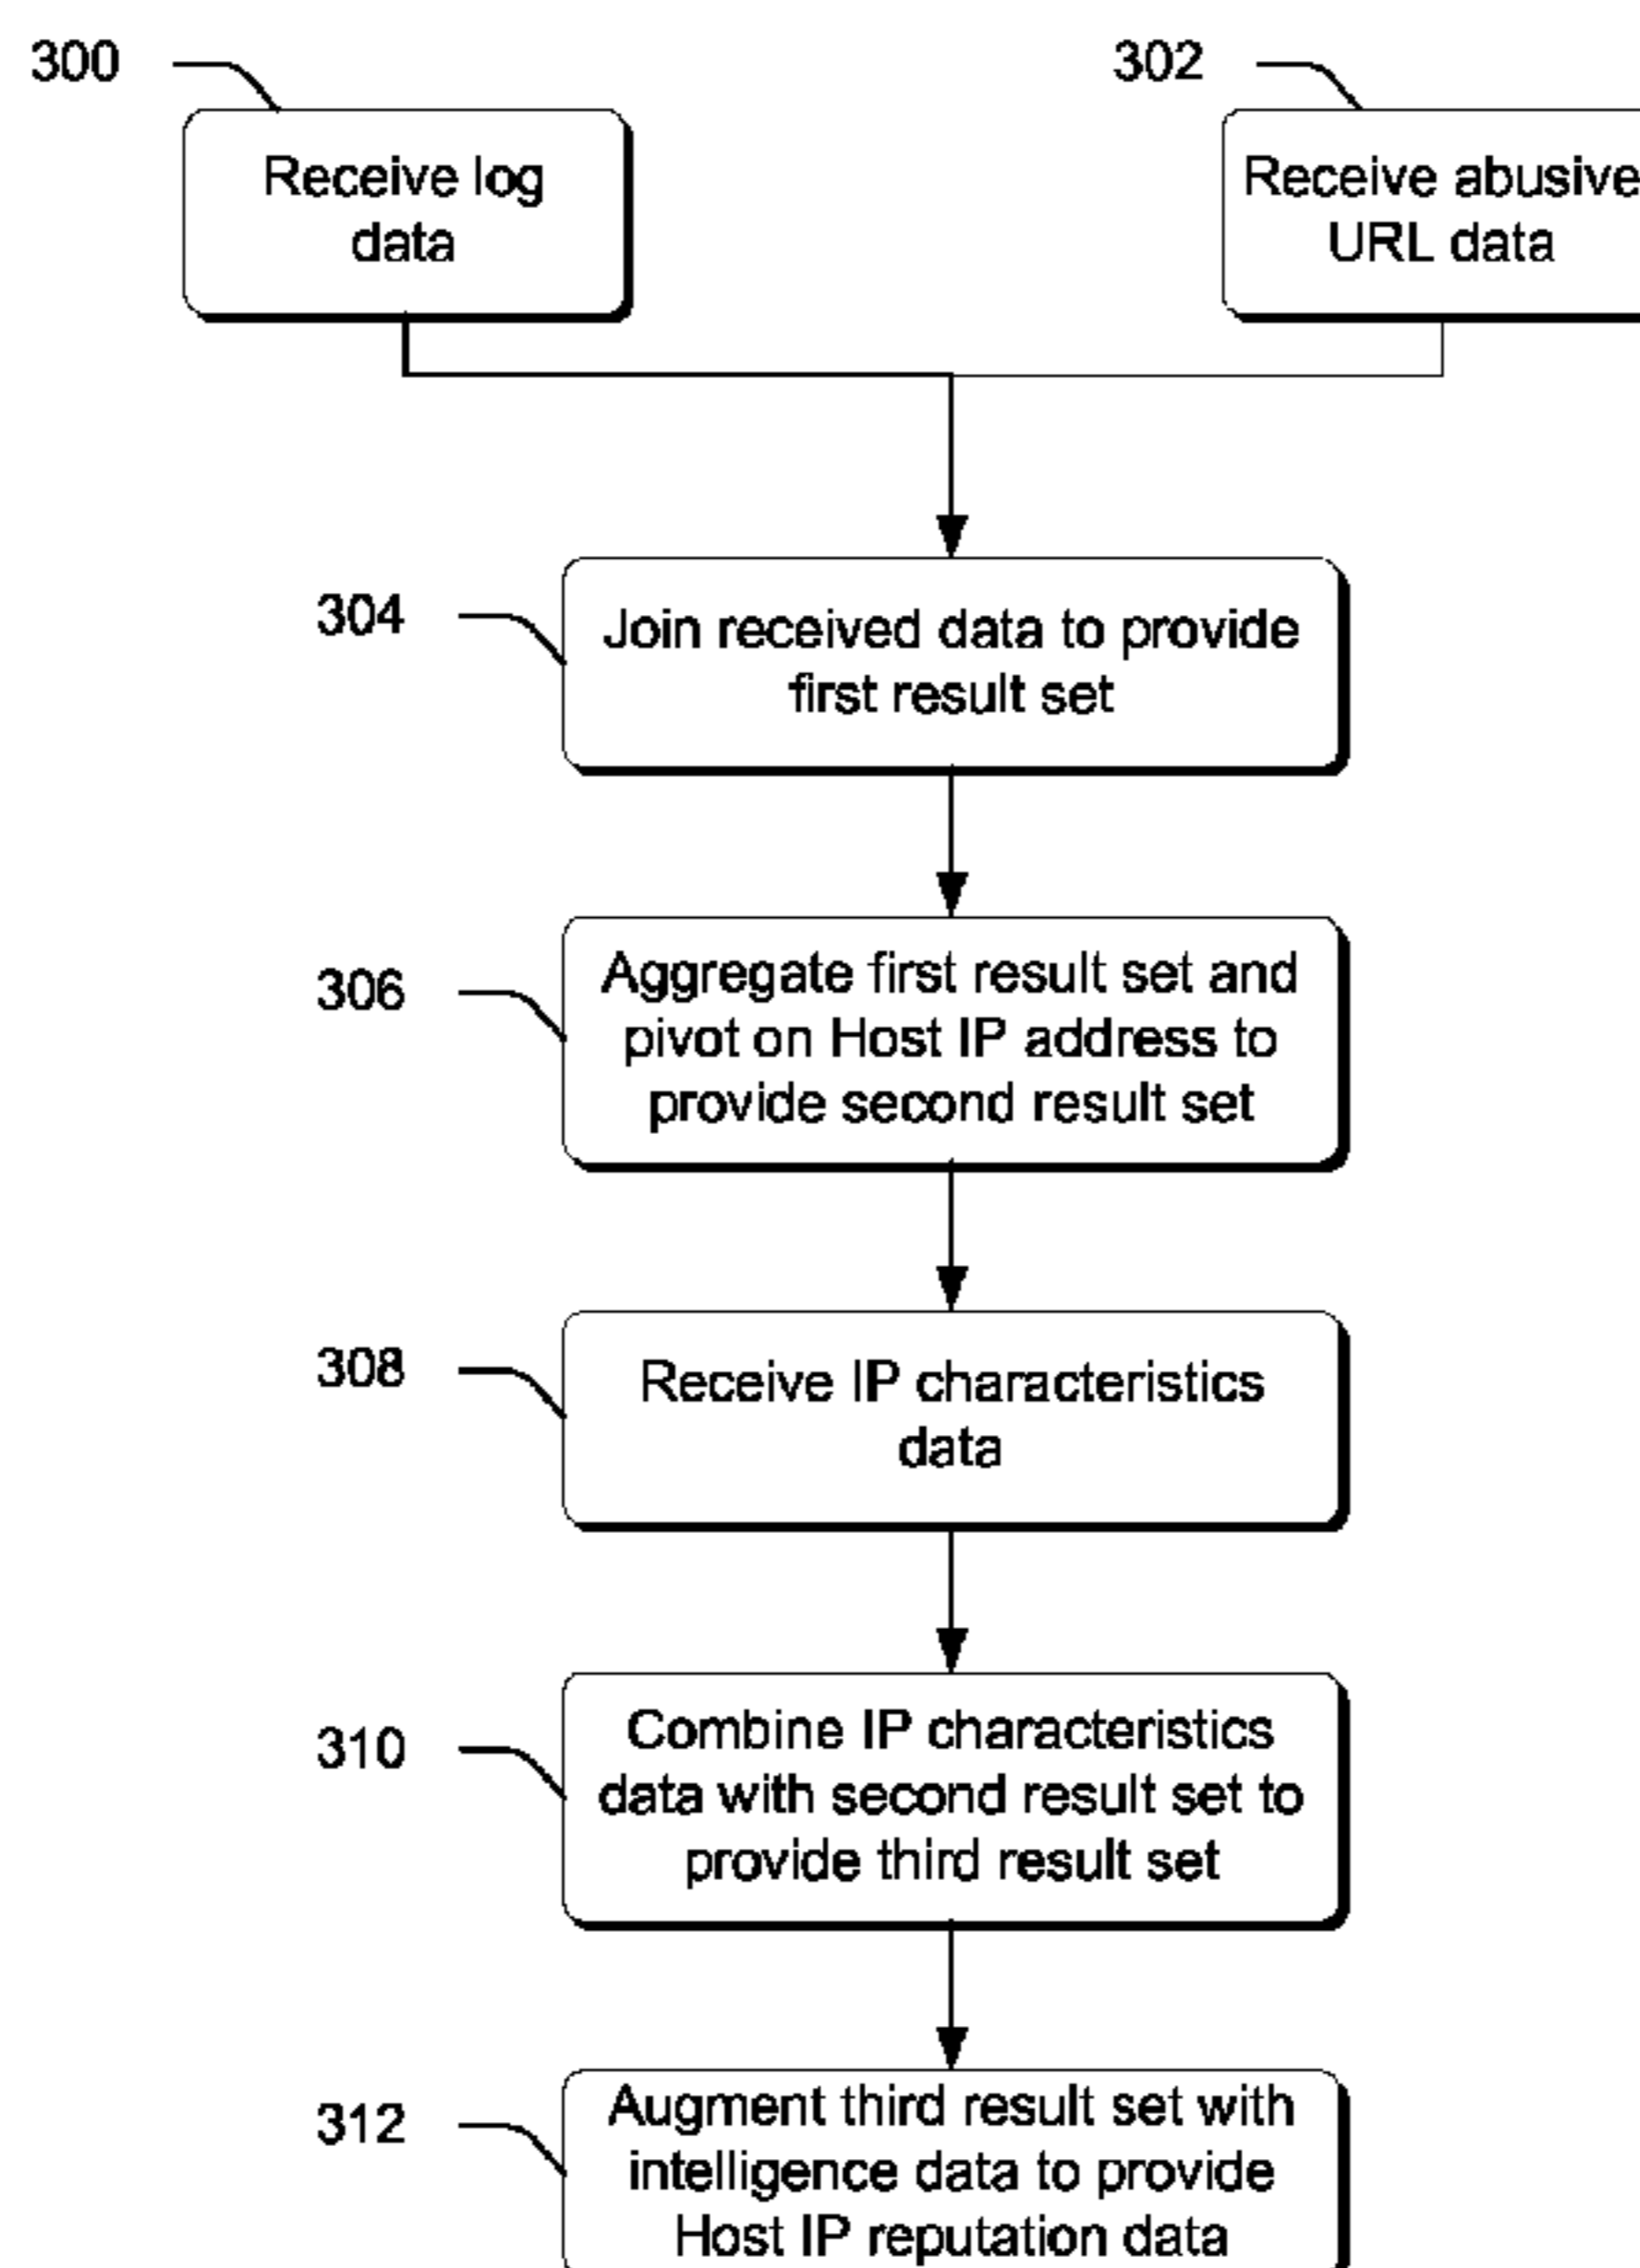 300
302
Receive log
data
Receive abusive
URL data
304
Join received data to provide
first result set
306
Aggregate first result set and
pivot on Host IP address to
provide second result set
308
Receive IP characteristics
data
310
Combine IP characteristics
data with second result set to
provide third result set
312
Augment third result set with
intelligence data to provide
Host IP reputation data